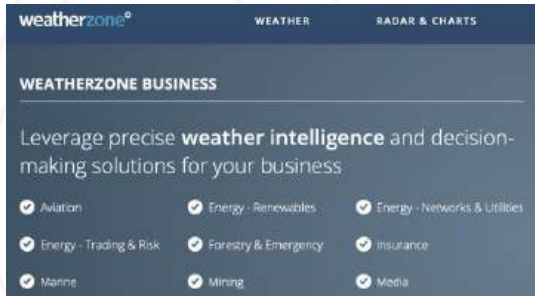 weatherzone° WEATHER RADAR & CHARTS
WEATHERZONE BUSINESS
Leverage precise weather intelligence and decision-
making solutions for your business
Aviation Energy - Renewables Energy - Networks & Utilities
Energy - Trading & Risk Forestry & Emergency Insurance
Marine Mining Media